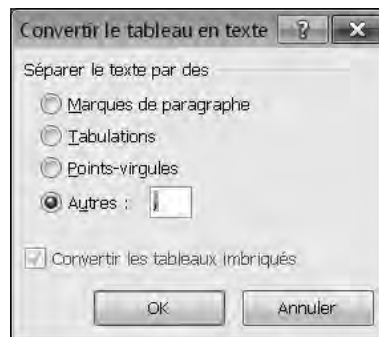 Convertir le tableau en texte ? ×
Séparer le texte par des
Marques de paragraphe
Tabulations
Points-virgules
Autres :
Convertir les tableaux imbriqués
OK Annuler